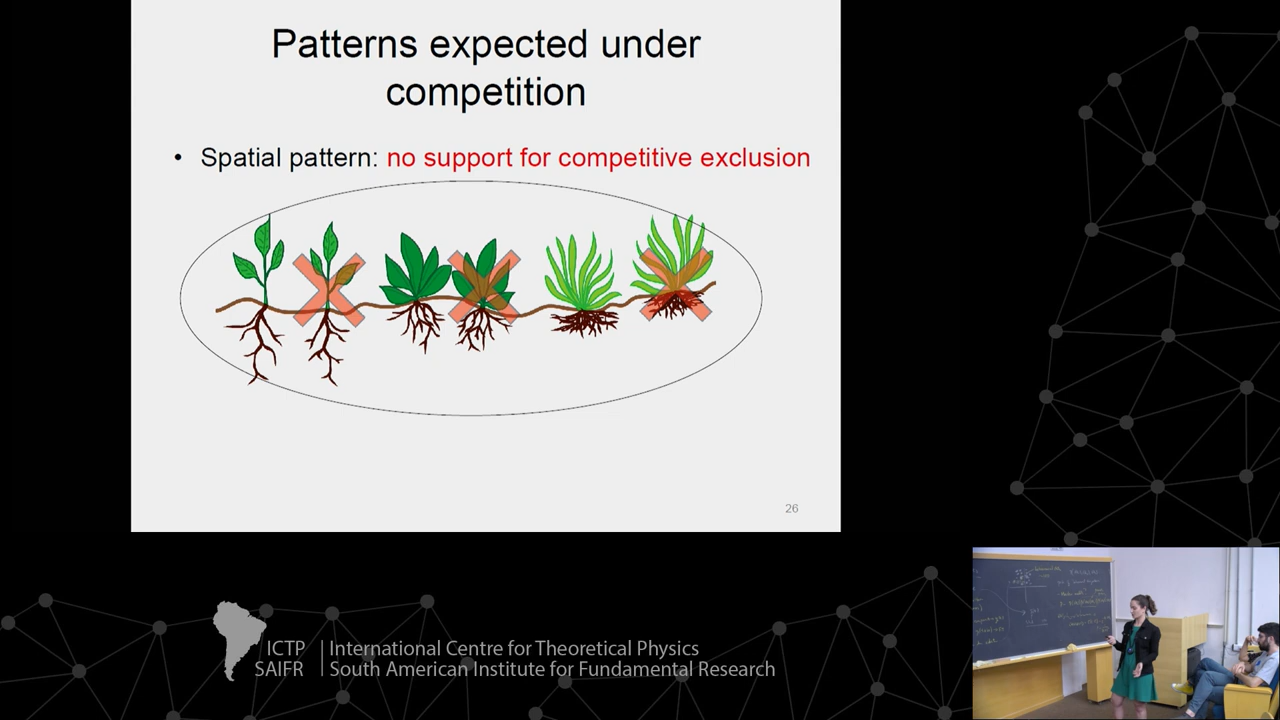 Patterns expected under
competition
• Spatial pattern: no support for competitive exclusion
26
ICTP | International Centre for Theoretical Physics
SAIFR | South American Institute for Fundamental Research